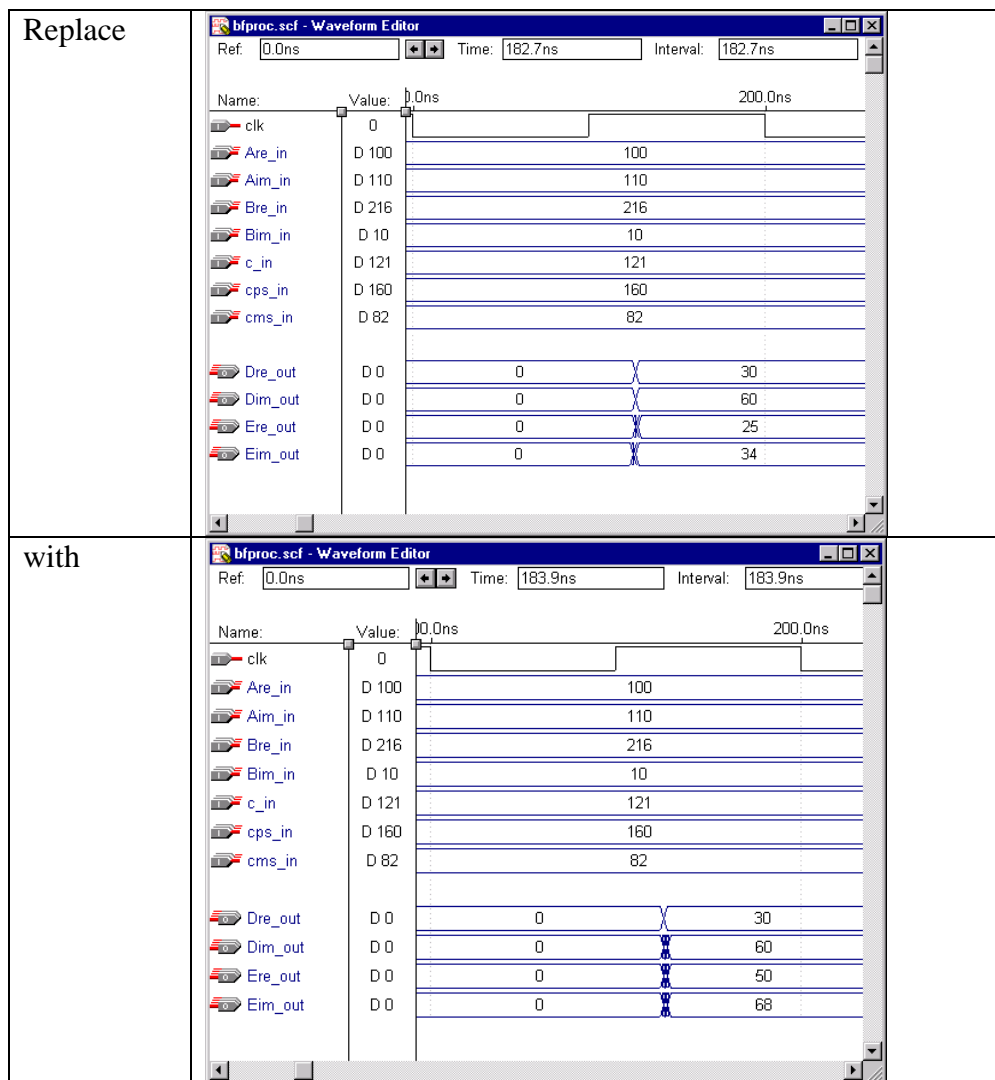 Replace
bfproc.scf - Waveform Editor
Ref: 0.0ns Time: 182.7ns Interval: 182.7ns
Name: Value: 0.0ns 200.0ns
clk 0
Are_in D 100 100
Aim_in D 110 110
Bre_in D 216 216
Bim_in D 10 10
c_in D 121 121
cps_in D 160 160
cms_in D 82 82
Dre_out D 0 0 30
Dim_out D 0 0 60
Ere_out D 0 0 25
Eim_out D 0 0 34
with
bfproc.scf - Waveform Editor
Ref: 0.0ns Time: 183.9ns Interval: 183.9ns
Name: Value: 00.0ns 200.0ns
clk 0
Are_in D 100 100
Aim_in D 110 110
Bre_in D 216 216
Bim_in D 10 10
c_in D 121 121
cps_in D 160 160
cms_in D 82 82
Dre_out D 0 0 30
Dim_out D 0 0 60
Ere_out D 0 0 50
Eim_out D 0 0 68